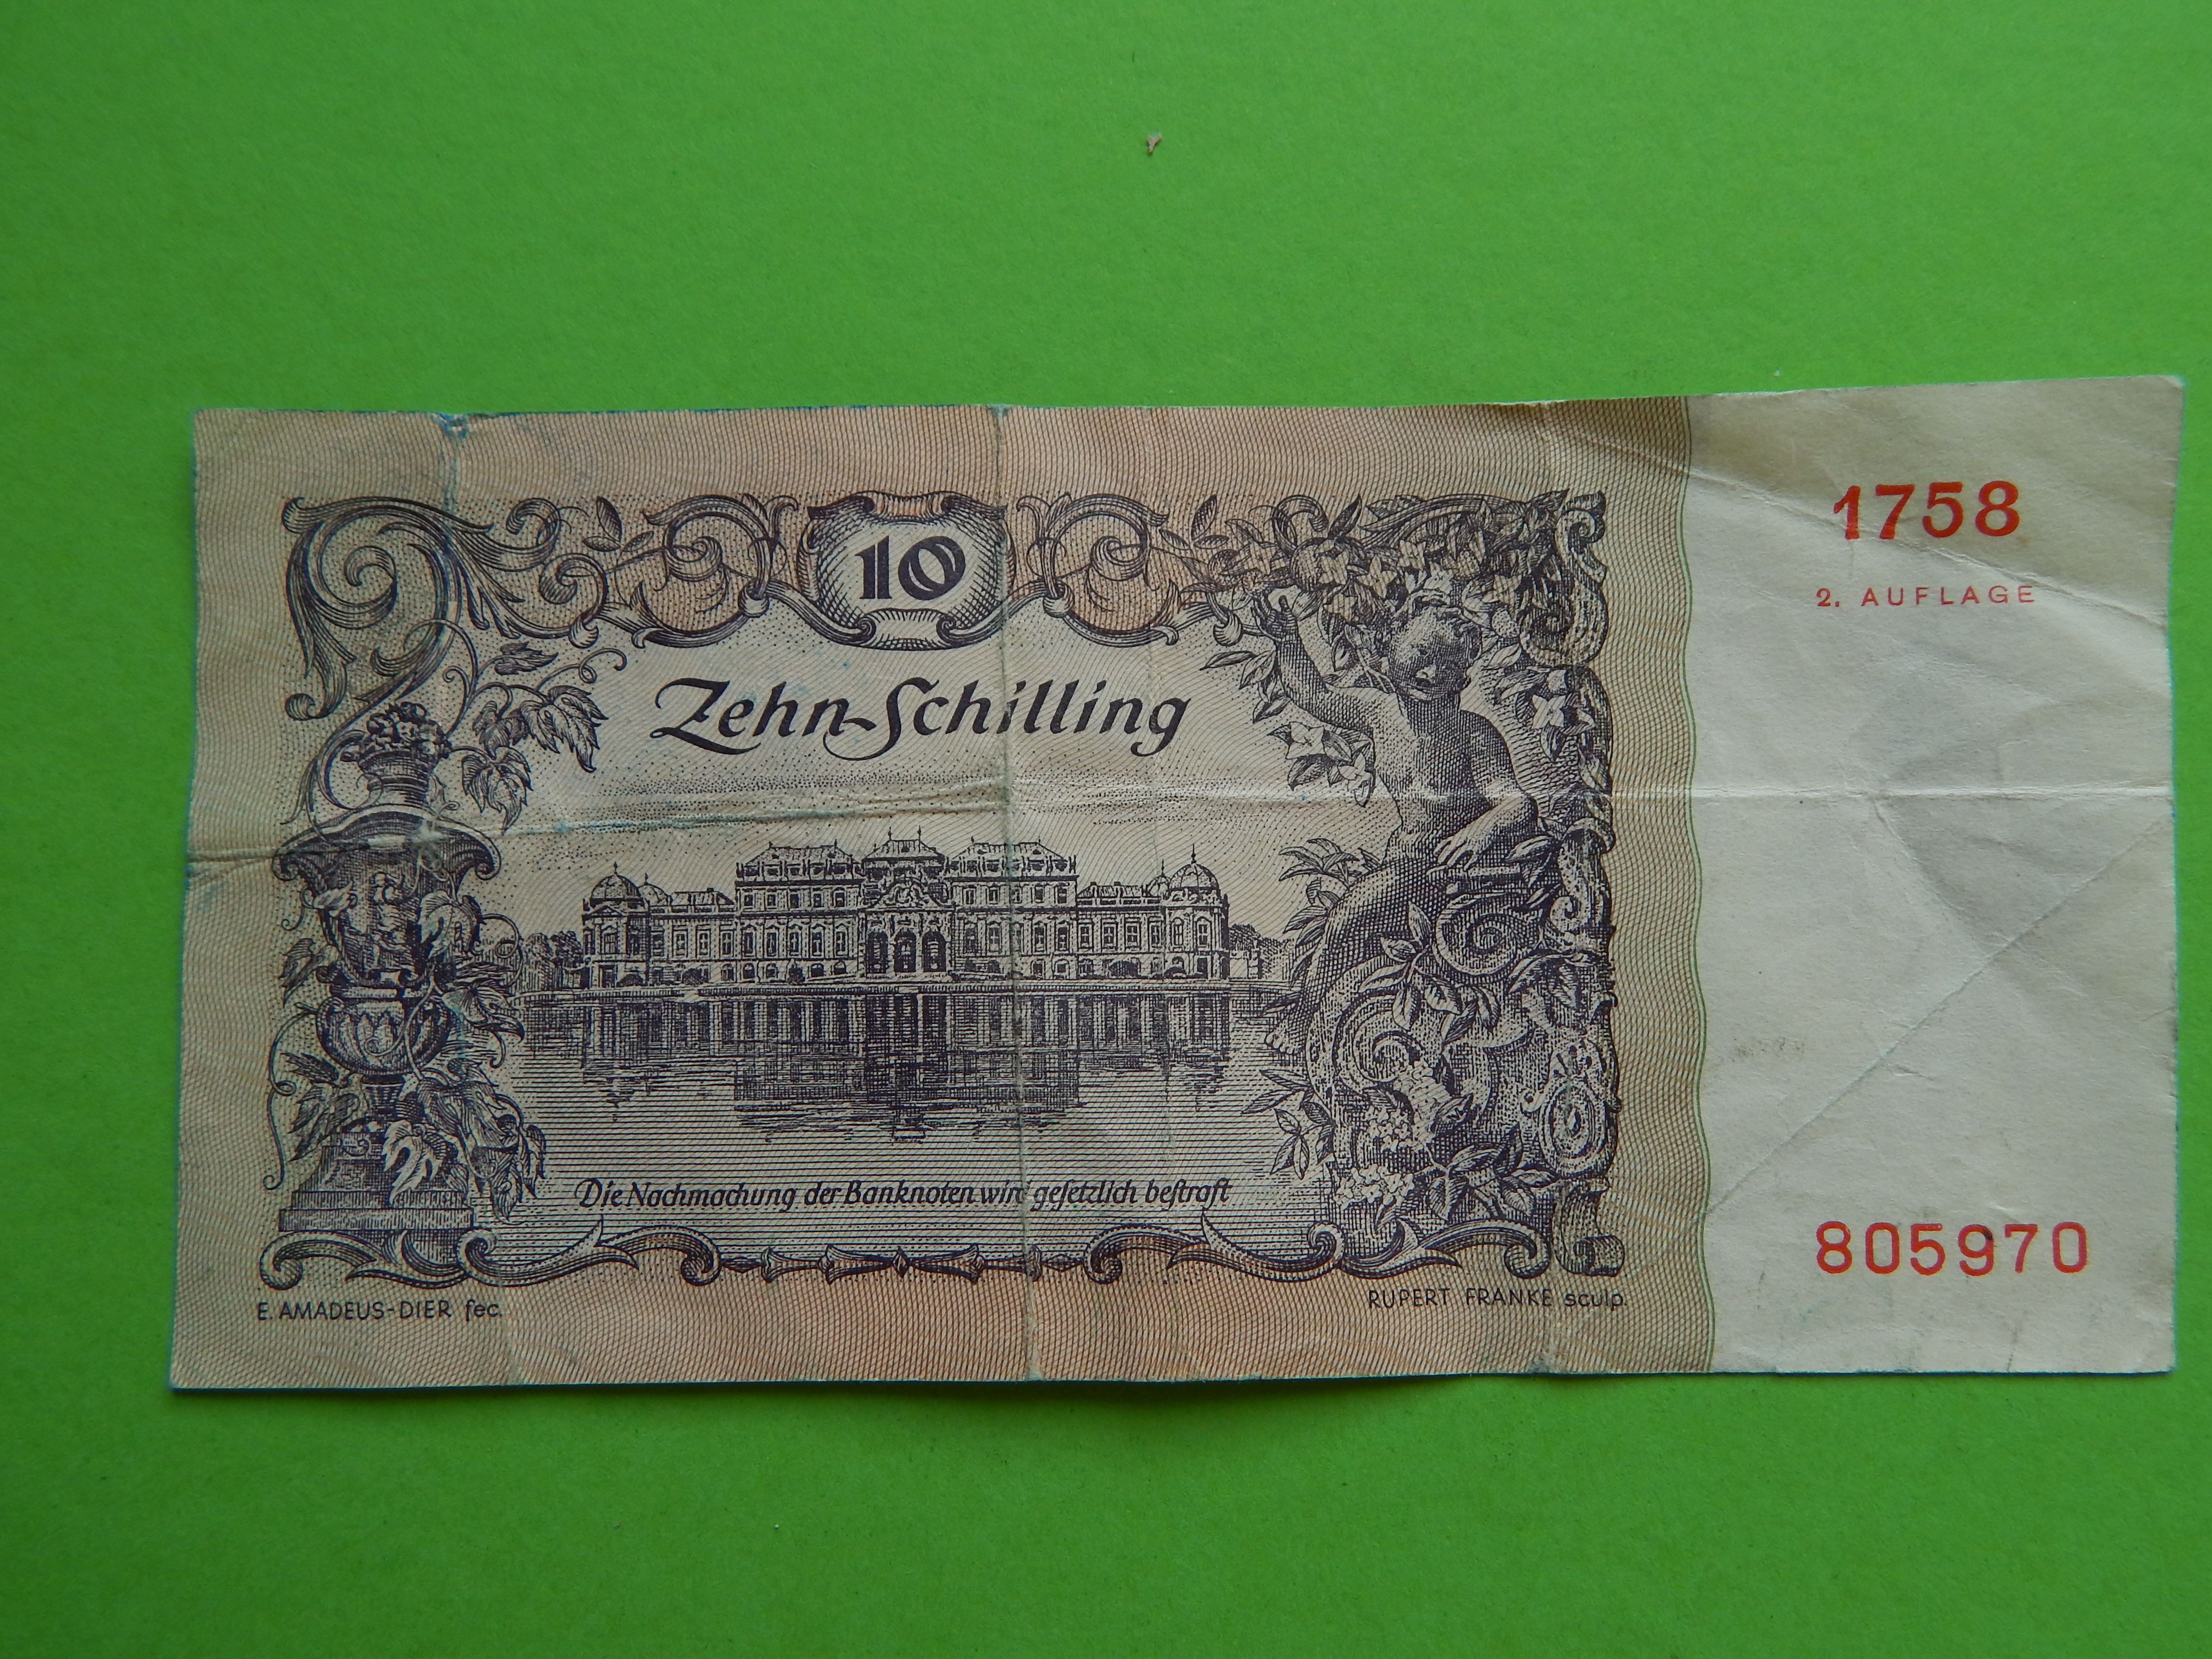 10
Zehn Schilling
Die Nachmachung der Banknoten wird gesetzlich bestraft
E. AMADEUS-DIER fec.
RUPERT FRANKE sculp.
1758
2. AUFLAGE
805970